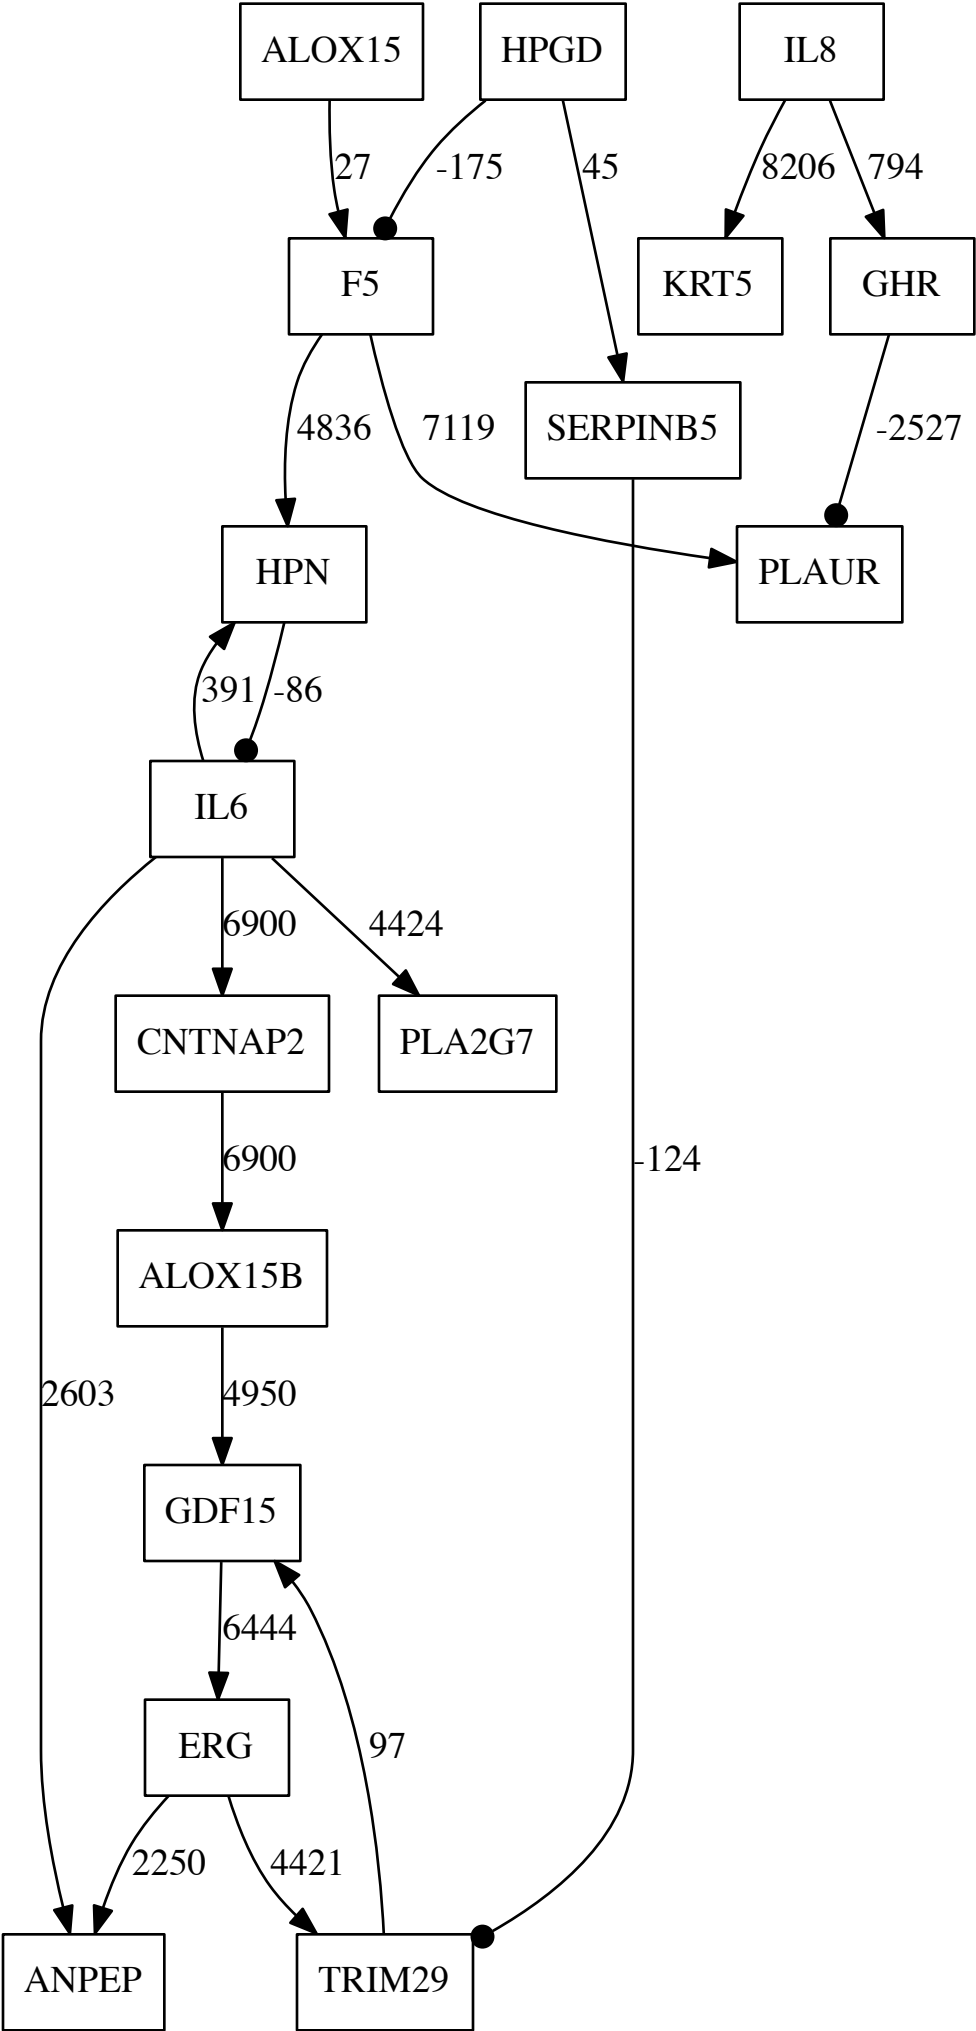 ALOX15 HPGD IL8
27 -175 45 8206 794
F5 KRT5 GHR
4836 7119 SERPINB5 -2527
HPN PLAUR
391 -86
IL6
6900 4424
CNTNAP2 PLA2G7
6900 -124
ALOX15B
2603 4950
GDF15
6444
ERG 97
2250 4421
ANPEP TRIM29